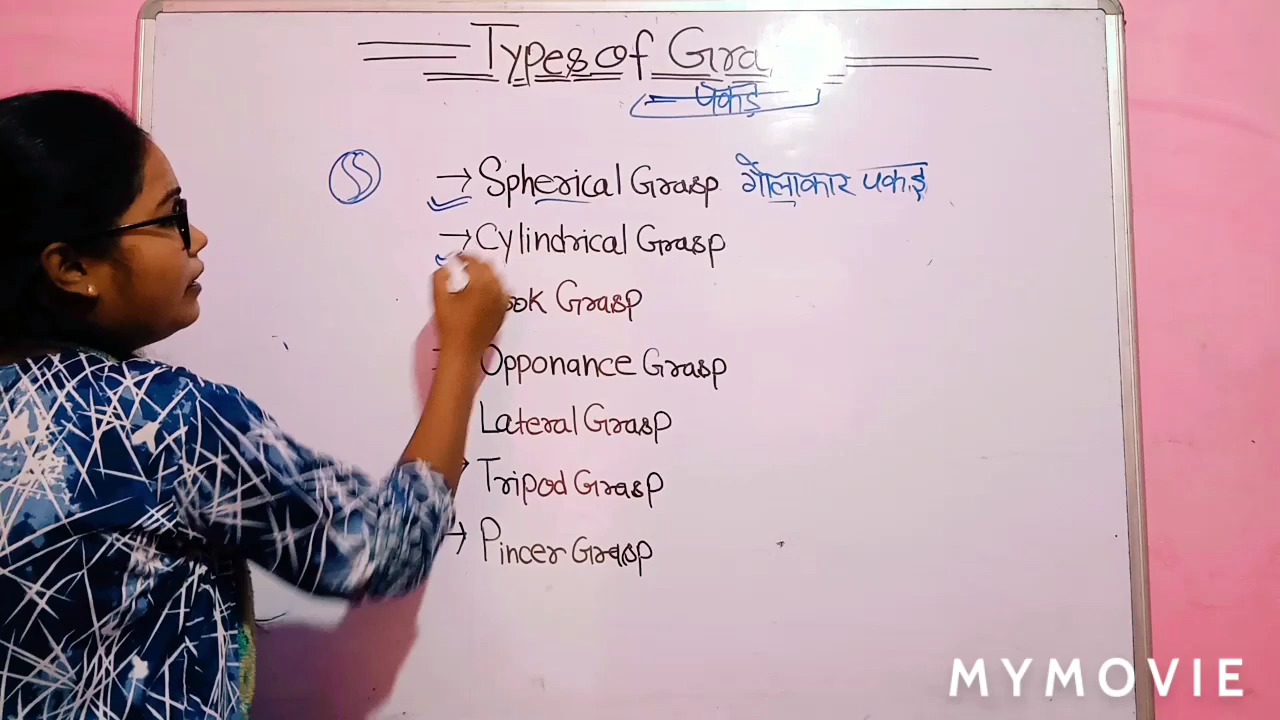 Types of Gra
पकड़
→ Spherical Grasp गोलाकार पकड़
→ Cylindrical Grasp
ook Grasp
Opponance Grasp
Lateral Grasp
Tripod Grasp
→ Pincer Grasp
MYMOVIE